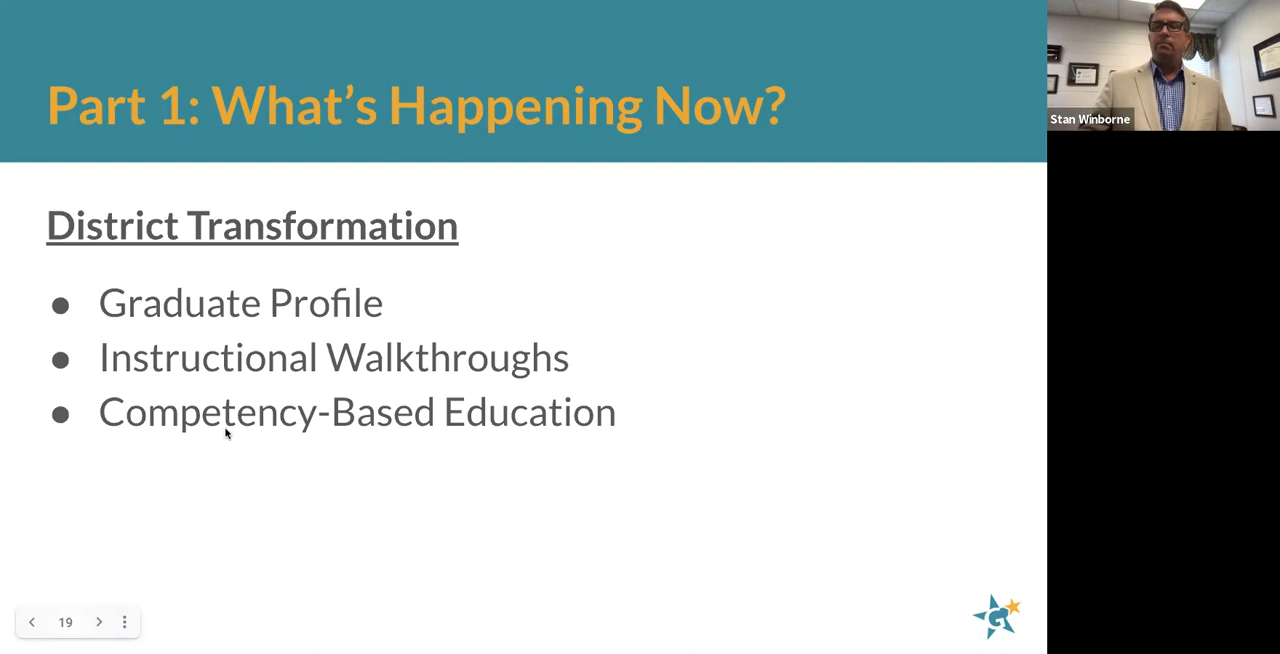 Part 1: What's Happening Now?
District Transformation
● Graduate Profile
● Instructional Walkthroughs
● Competency-Based Education
19
G
Stan Winborne